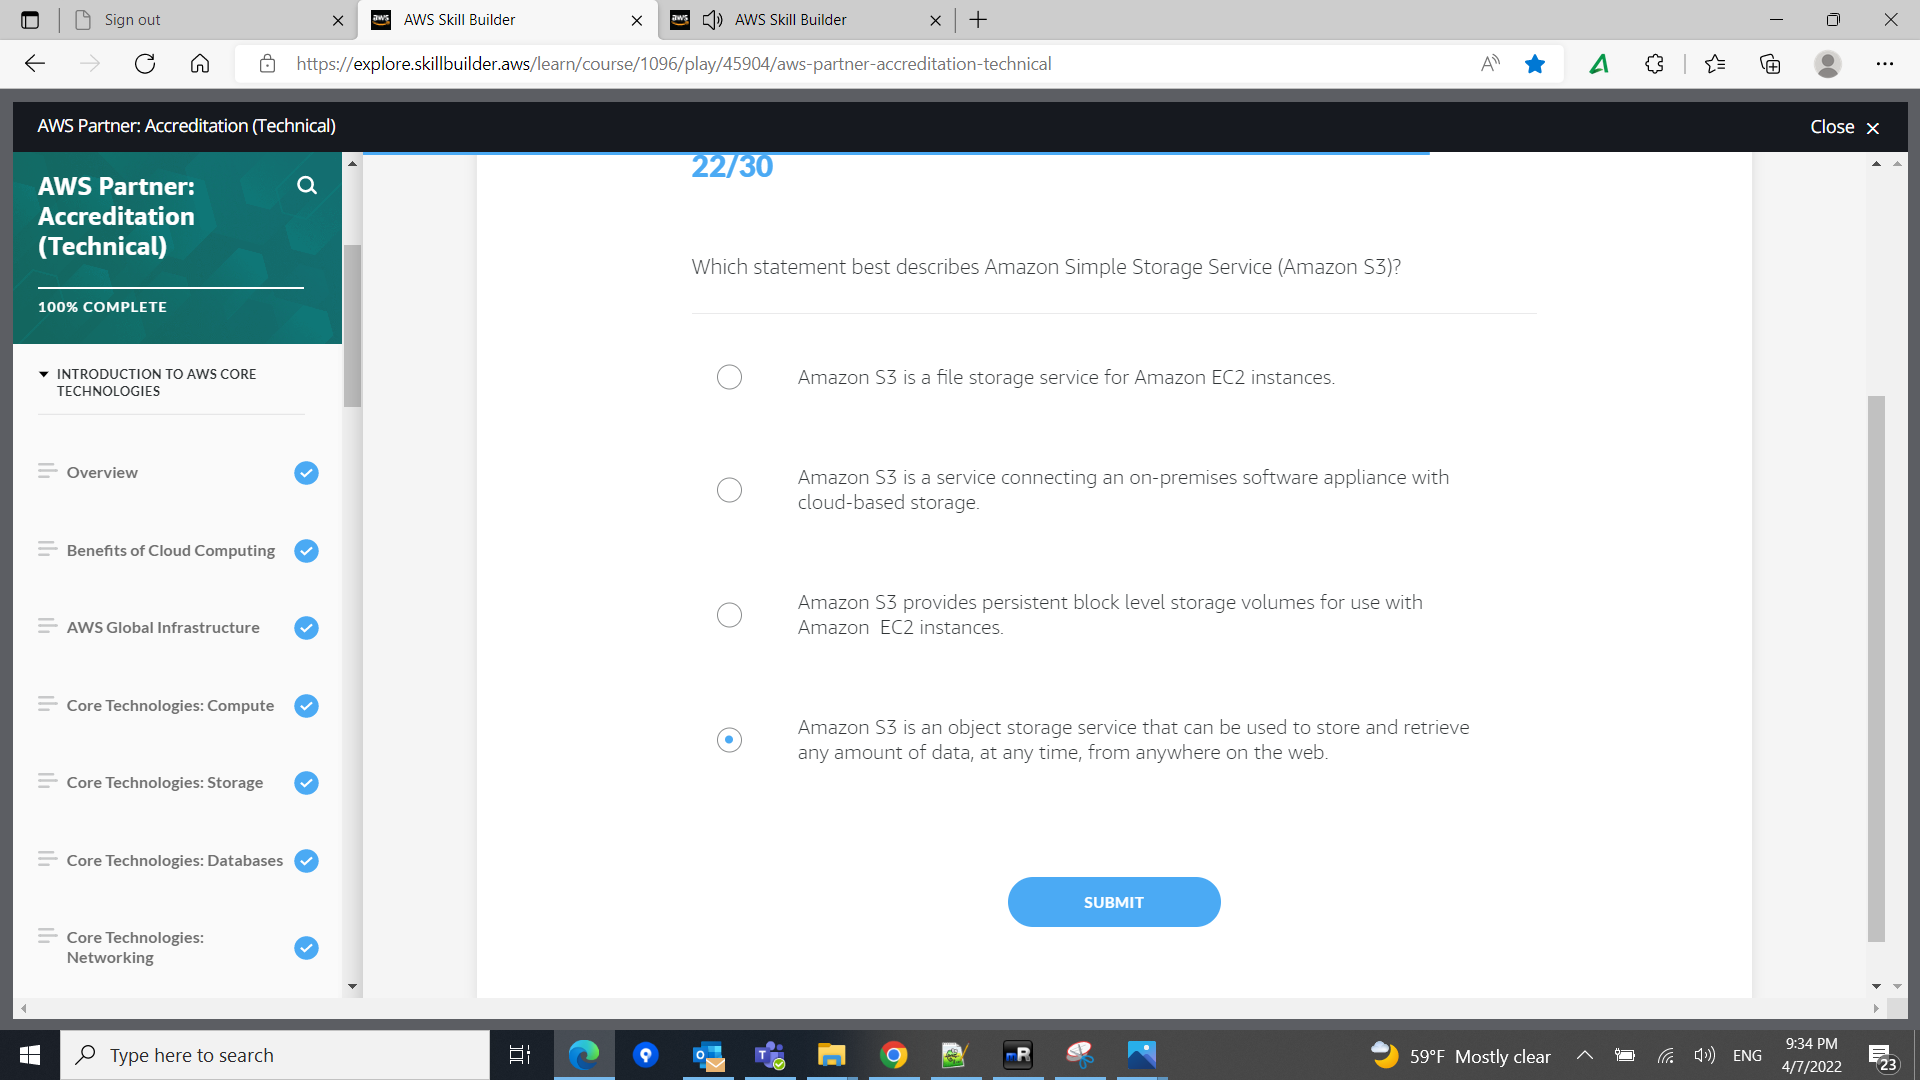 Sign out
aws AWS Skill Builder
aws AWS Skill Builder
https://explore.skillbuilder.aws/learn/course/1096/play/45904/aws-partner-accreditation-technical
AWS Partner: Accreditation (Technical)
Close
AWS Partner:
Accreditation
(Technical)
100% COMPLETE
INTRODUCTION TO AWS CORE
TECHNOLOGIES
Overview
Benefits of Cloud Computing
AWS Global Infrastructure
Core Technologies: Compute
Core Technologies: Storage
Core Technologies: Databases
Core Technologies:
Networking
22/30
Which statement best describes Amazon Simple Storage Service (Amazon S3)?
Amazon S3 is a file storage service for Amazon EC2 instances.
Amazon S3 is a service connecting an on-premises software appliance with
cloud-based storage.
Amazon S3 provides persistent block level storage volumes for use with
Amazon  EC2 instances.
Amazon S3 is an object storage service that can be used to store and retrieve
any amount of data, at any time, from anywhere on the web.
SUBMIT
Type here to search
mR
59°F Mostly clear
ENG
9:34 PM
4/7/2022
23